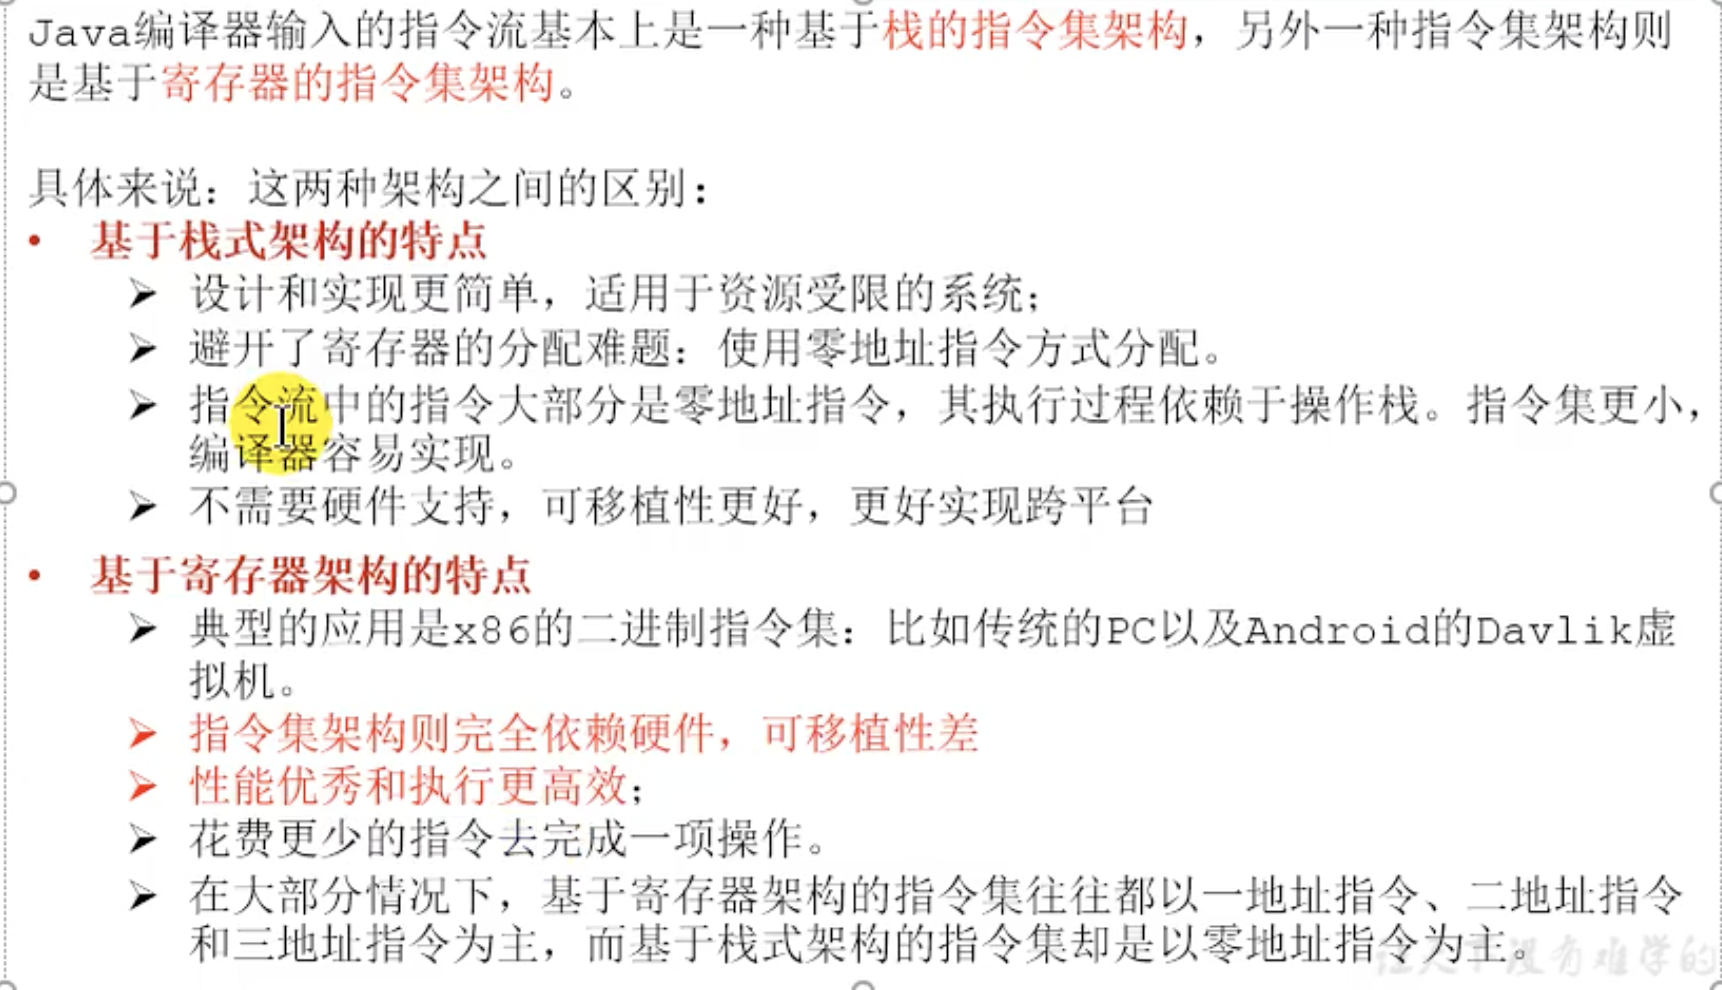 Java编译器输入的指令流基本上是一种基于栈的指令集架构，另外一种指令集架构则
是基于寄存器的指令集架构。
具体来说：这两种架构之间的区别：
• 基于栈式架构的特点
➢ 设计和实现更简单，适用于资源受限的系统；
➢ 避开了寄存器的分配难题：使用零地址指令方式分配。
➢ 指令流中的指令大部分是零地址指令，其执行过程依赖于操作栈。指令集更小，
编译器容易实现。
➢ 不需要硬件支持，可移植性更好，更好实现跨平台
• 基于寄存器架构的特点
➢ 典型的应用是x86的二进制指令集：比如传统的PC以及Android的Davlik虚
拟机。
➢ 指令集架构则完全依赖硬件，可移植性差
➢ 性能优秀和执行更高效；
➢ 花费更少的指令去完成一项操作。
➢ 在大部分情况下，基于寄存器架构的指令集往往都以一地址指令、二地址指令
和三地址指令为主，而基于栈式架构的指令集却是以零地址指令为主。
让天下没有难学的